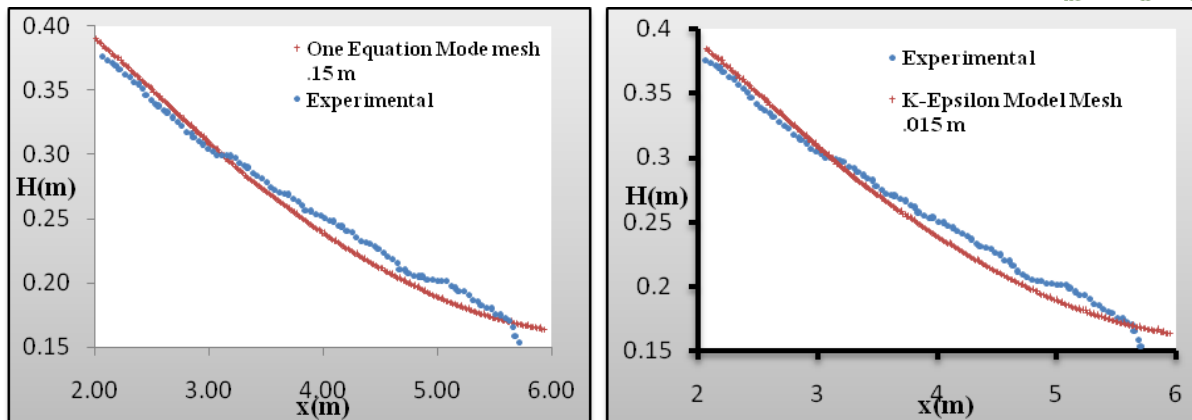 0.40
0.35
0.30
0.25
0.20
0.15
H(m)
2.00 3.00 4.00 5.00 6.00
x(m)
One Equation Mode mesh
.15 m
Experimental
0.4
0.35
0.3
0.25
0.2
0.15
H(m)
2 3 4 5 6
x(m)
Experimental
K-Epsilon Model Mesh
.015 m